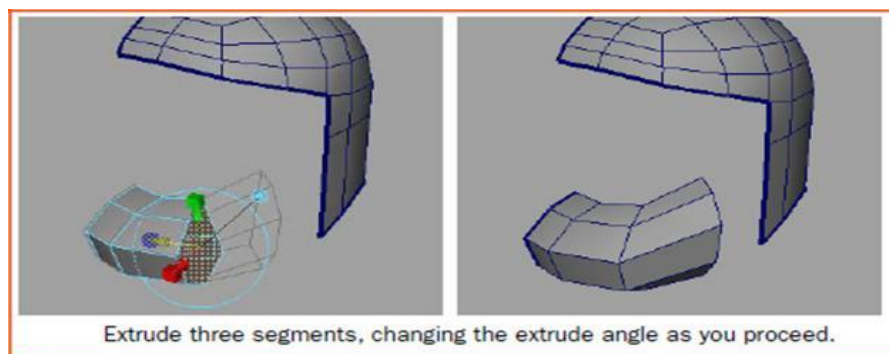 Extrude three segments, changing the extrude angle as you proceed.